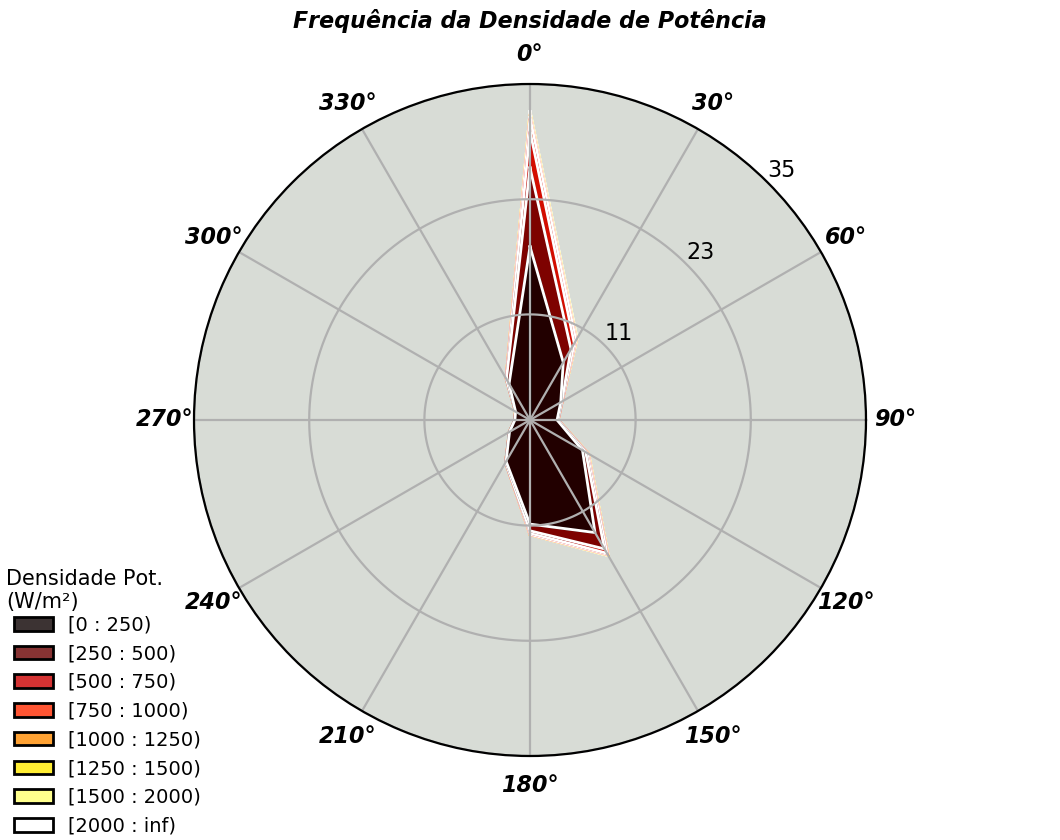 Frequência da Densidade de Potência
0°
330°
30°
35
300°
60°
23
11
270°
90°
240°
120°
210°
150°
180°
Densidade Pot.
(W/m²)
[0 : 250)
[250 : 500)
[500 : 750)
[750 : 1000)
[1000 : 1250)
[1250 : 1500)
[1500 : 2000)
[2000 : inf)